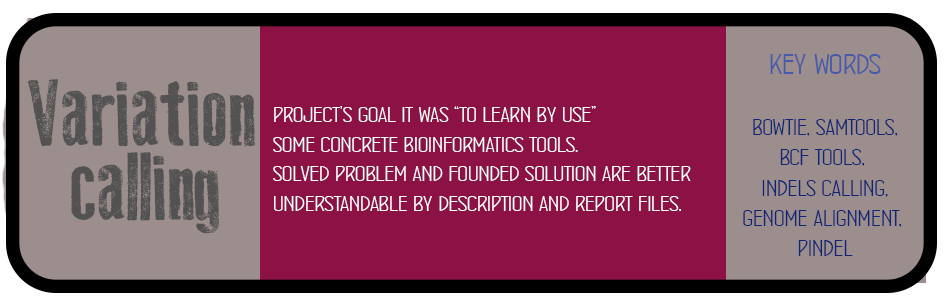 Variation
calling
PROJECT'S GOAL IT WAS “TO LEARN BY USE”
SOME CONCRETE BIOINFORMATICS TOOLS.
SOLVED PROBLEM AND FOUNDED SOLUTION ARE BETTER
UNDERSTANDABLE BY DESCRIPTION AND REPORT FILES.
KEY WORDS
BOWTIE, SAMTOOLS,
BCF TOOLS,
INDELS CALLING,
GENOME ALIGNMENT,
PINDEL